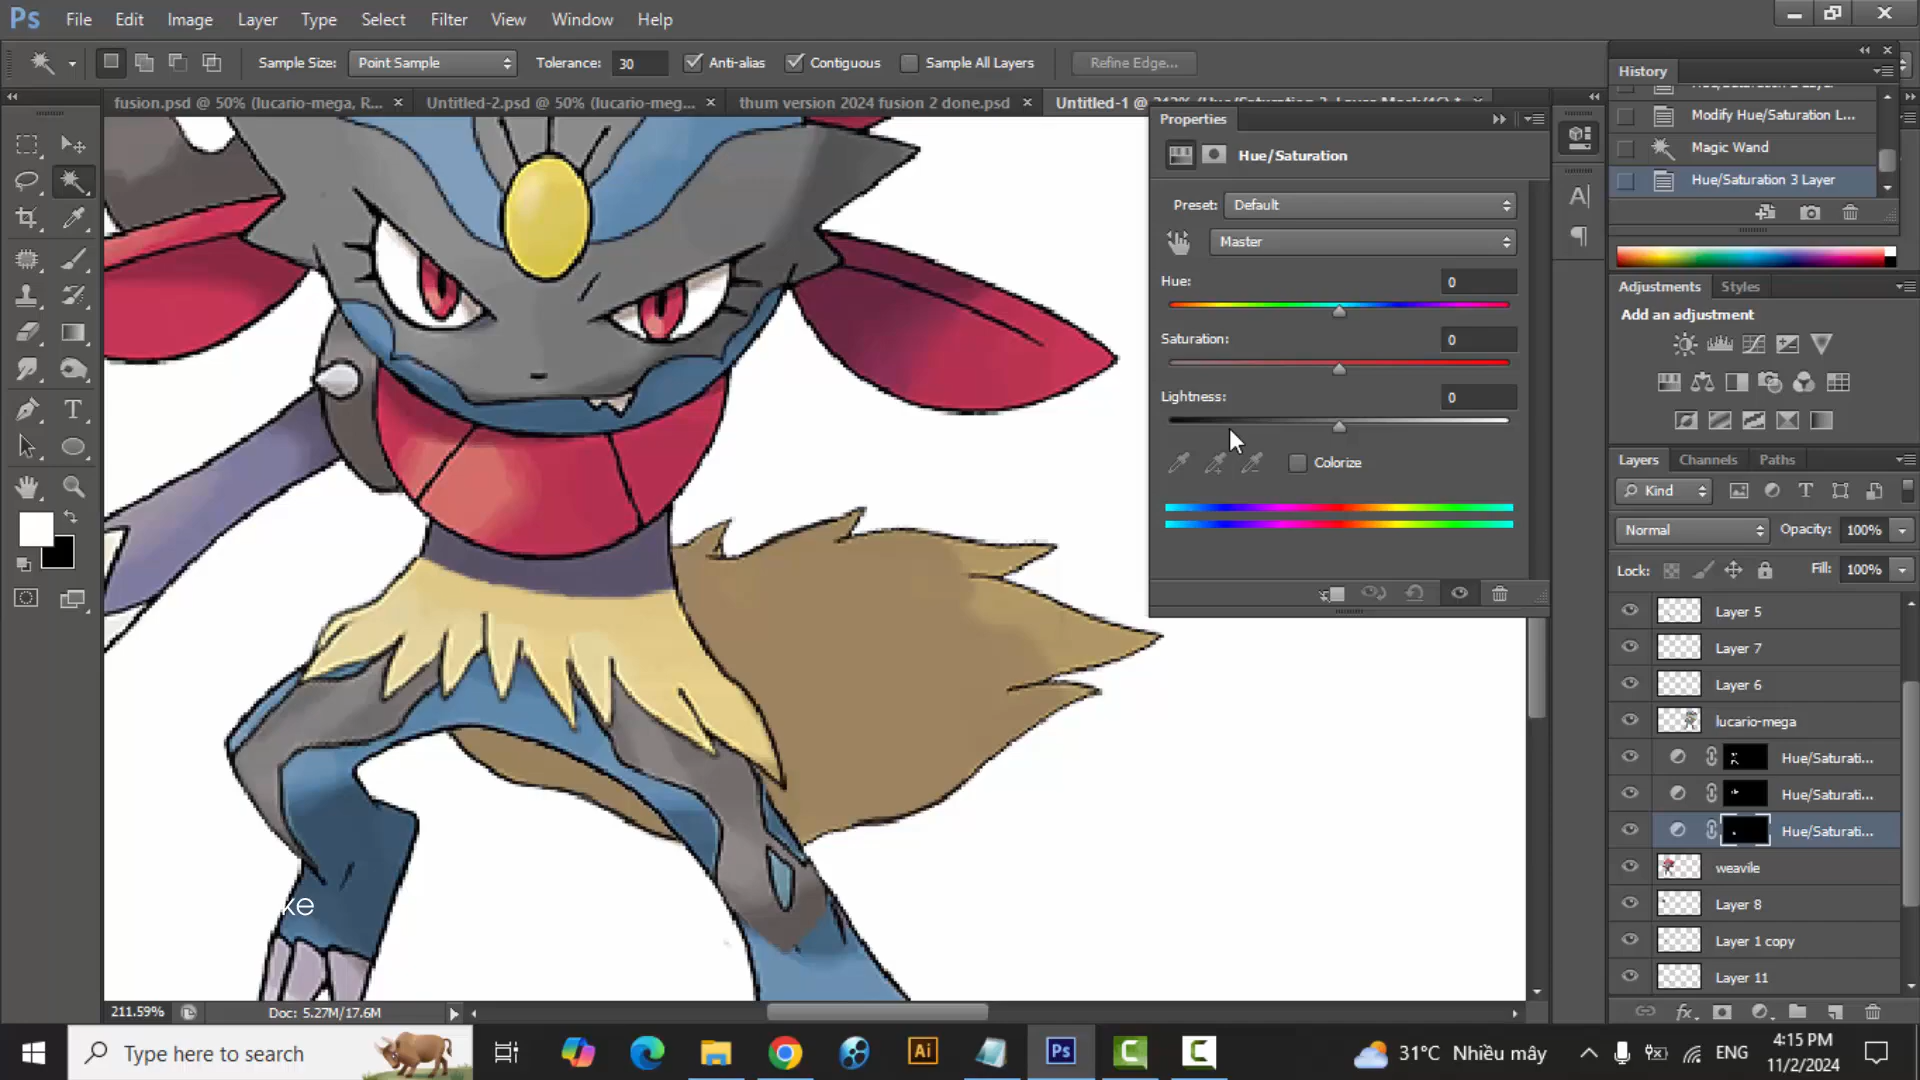 Ps File Edit Image Layer Type Select Filter View Window Help
Sample Size: Point Sample Tolerance: 30 Anti-alias Contiguous Sample All Layers Refine Edge...
fusion.psd @ 50% (lucario-mega, R... × Untitled-2.psd @ 50% (lucario-meg... × thum version 2024 fusion 2 done.psd ×
Properties
Hue/Saturation
Preset: Default
Master
Hue: 0
Saturation: 0
Lightness: 0
Colorize
History
Modify Hue/Saturation L...
Magic Wand
Hue/Saturation 3 Layer
Adjustments Styles
Add an adjustment
Layers Channels Paths
Kind
Normal Opacity: 100%
Lock: Fill: 100%
Layer 5
Layer 7
Layer 6
lucario-mega
Hue/Saturati...
Hue/Saturati...
Hue/Saturati...
weavile
Layer 8
Layer 1 copy
Layer 11
ke
211.59% Doc: 5.27M/17.6M
Type here to search
Ai Ps
31°C Nhiều mây
ENG
4:15 PM
11/2/2024